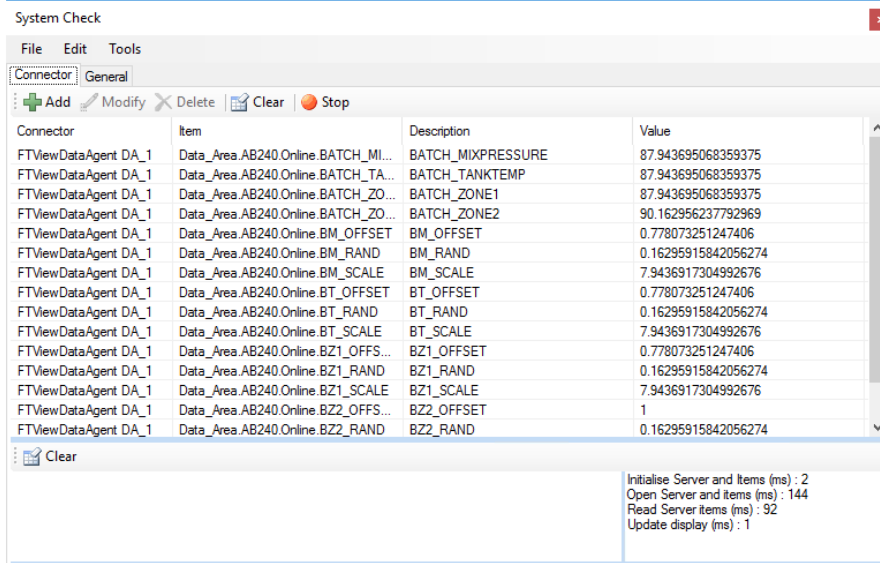 System Check
File Edit Tools
Connector General
Add Modify Delete Clear Stop
Connector Item Description Value
FTViewDataAgent DA_1 Data_Area.AB240.Online.BATCH_MI... BATCH_MIXPRESSURE 87.943695068359375
FTViewDataAgent DA_1 Data_Area.AB240.Online.BATCH_TA... BATCH_TANKTEMP 87.943695068359375
FTViewDataAgent DA_1 Data_Area.AB240.Online.BATCH_ZO... BATCH_ZONE1 87.943695068359375
FTViewDataAgent DA_1 Data_Area.AB240.Online.BATCH_ZO... BATCH_ZONE2 90.162956237792969
FTViewDataAgent DA_1 Data_Area.AB240.Online.BM_OFFSET BM_OFFSET 0.778073251247406
FTViewDataAgent DA_1 Data_Area.AB240.Online.BM_RAND BM_RAND 0.16295915842056274
FTViewDataAgent DA_1 Data_Area.AB240.Online.BM_SCALE BM_SCALE 7.9436917304992676
FTViewDataAgent DA_1 Data_Area.AB240.Online.BT_OFFSET BT_OFFSET 0.778073251247406
FTViewDataAgent DA_1 Data_Area.AB240.Online.BT_RAND BT_RAND 0.16295915842056274
FTViewDataAgent DA_1 Data_Area.AB240.Online.BT_SCALE BT_SCALE 7.9436917304992676
FTViewDataAgent DA_1 Data_Area.AB240.Online.BZ1_OFFS... BZ1_OFFSET 0.778073251247406
FTViewDataAgent DA_1 Data_Area.AB240.Online.BZ1_RAND BZ1_RAND 0.16295915842056274
FTViewDataAgent DA_1 Data_Area.AB240.Online.BZ1_SCALE BZ1_SCALE 7.9436917304992676
FTViewDataAgent DA_1 Data_Area.AB240.Online.BZ2_OFFS... BZ2_OFFSET 1
FTViewDataAgent DA_1 Data_Area.AB240.Online.BZ2_RAND BZ2_RAND 0.16295915842056274
Clear
Initialise Server and Items (ms) : 2
Open Server and items (ms) : 144
Read Server items (ms) : 92
Update display (ms) : 1